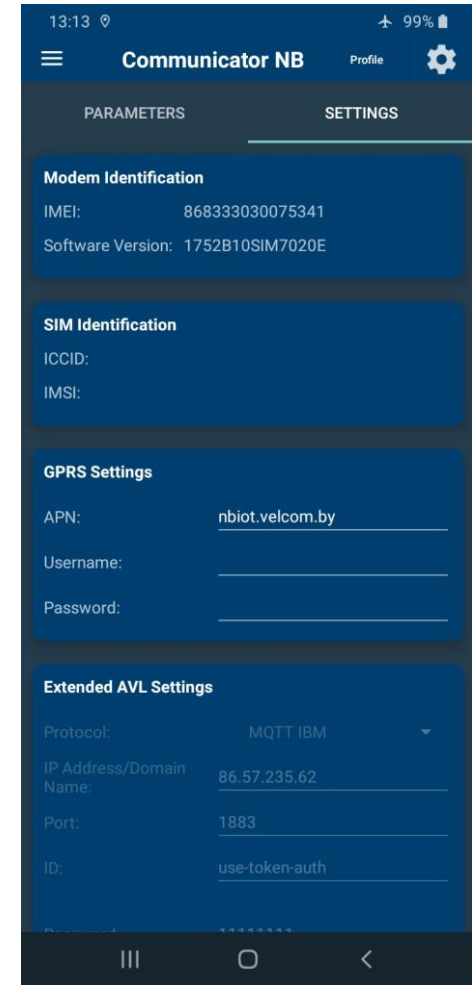 13:13 99%
Communicator NB Profile
PARAMETERS SETTINGS
Modem Identification
IMEI: 868333030075341
Software Version: 1752B10SIM7020E
SIM Identification
ICCID:
IMSI:
GPRS Settings
APN: nbiot.velcom.by
Username:
Password:
Extended AVL Settings
Protocol: MQTT IBM
IP Address/Domain
Name: 86.57.235.62
Port: 1883
ID: use-token-auth
Password: 11111111